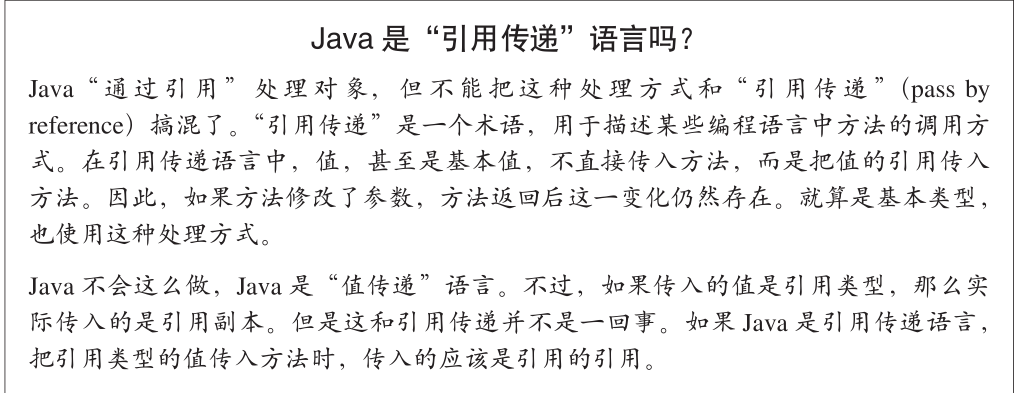 Java 是“引用传递”语言吗？
Java“通过引用”处理对象，但不能把这种处理方式和“引用传递”（pass by
reference）搞混了。“引用传递”是一个术语，用于描述某些编程语言中方法的调用方
式。在引用传递语言中，值，甚至是基本值，不直接传入方法，而是把值的引用传入
方法。因此，如果方法修改了参数，方法返回后这一变化仍然存在。就算是基本类型，
也使用这种处理方式。
Java 不会这么做，Java 是“值传递”语言。不过，如果传入的值是引用类型，那么实
际传入的是引用副本。但是这和引用传递并不是一回事。如果 Java 是引用传递语言，
把引用类型的值传入方法时，传入的应该是引用的引用。